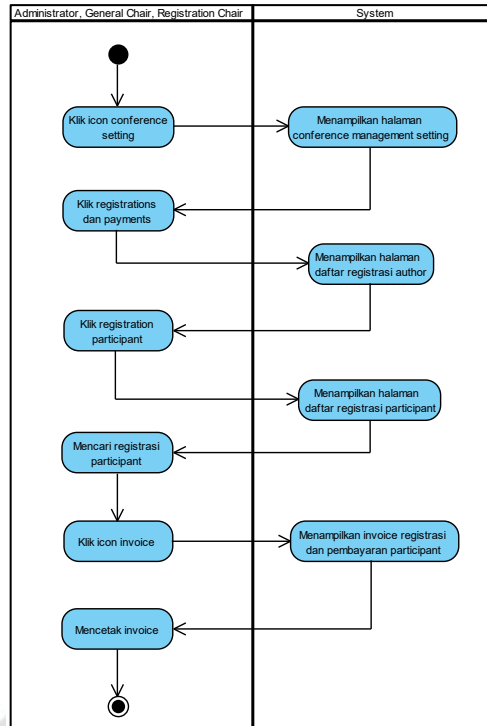 Administrator, General Chair, Registration Chair
System
Klik icon conference
setting
Menampilkan halaman
conference management setting
Klik registrations
dan payments
Menampilkan halaman
daftar registrasi author
Klik registration
participant
Menampilkan halaman
daftar registrasi participant
Mencari registrasi
participant
Klik icon invoice
Menampilkan invoice registrasi
dan pembayaran participant
Mencetak invoice